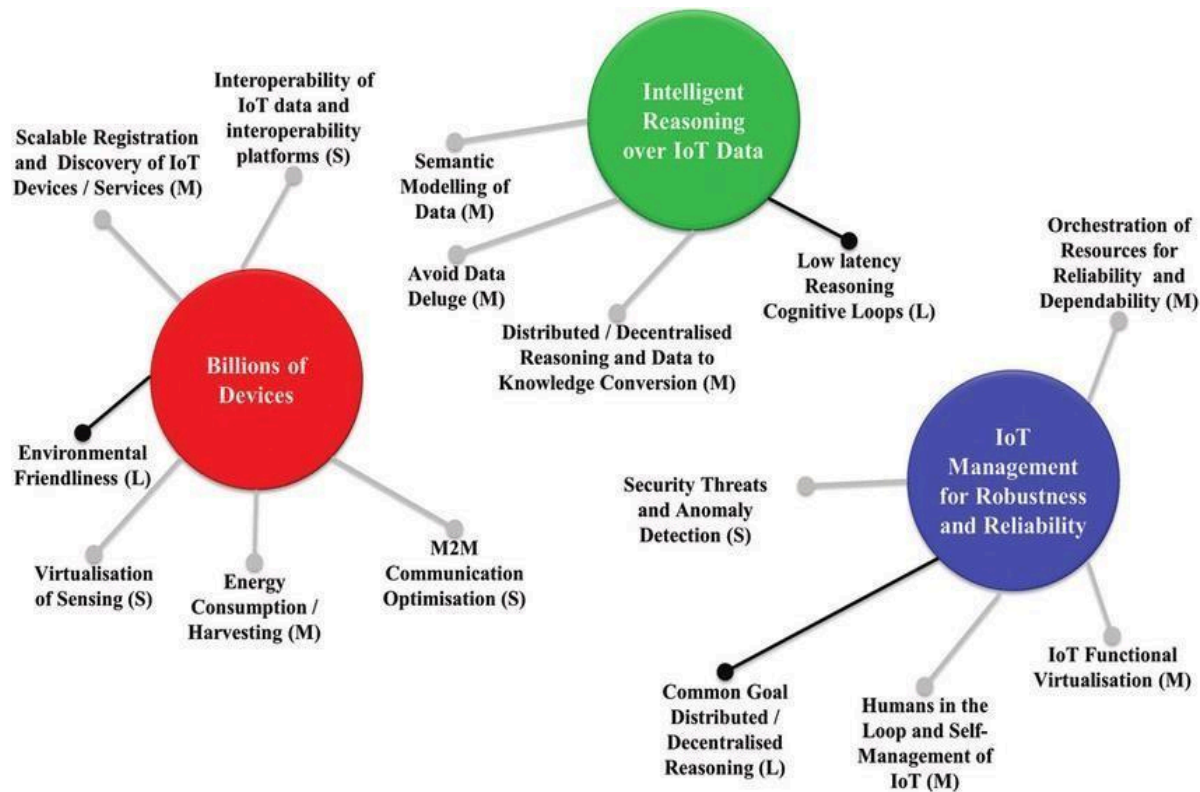 Interoperability of
IoT data and
interoperability
platforms (S)
Scalable Registration
and Discovery of IoT
Devices / Services (M)
Billions of
Devices
Environmental
Friendliness (L)
Virtualisation
of Sensing (S)
Energy
Consumption /
Harvesting (M)
M2M
Communication
Optimisation (S)
Intelligent
Reasoning
over IoT Data
Semantic
Modelling of
Data (M)
Avoid Data
Deluge (M)
Distributed / Decentralised
Reasoning and Data to
Knowledge Conversion (M)
Low latency
Reasoning
Cognitive Loops (L)
Orchestration of
Resources for
Reliability and
Dependability (M)
IoT
Management
for Robustness
and Reliability
Security Threats
and Anomaly
Detection (S)
Common Goal
Distributed /
Decentralised
Reasoning (L)
Humans in the
Loop and Self-
Management of
IoT (M)
IoT Functional
Virtualisation (M)